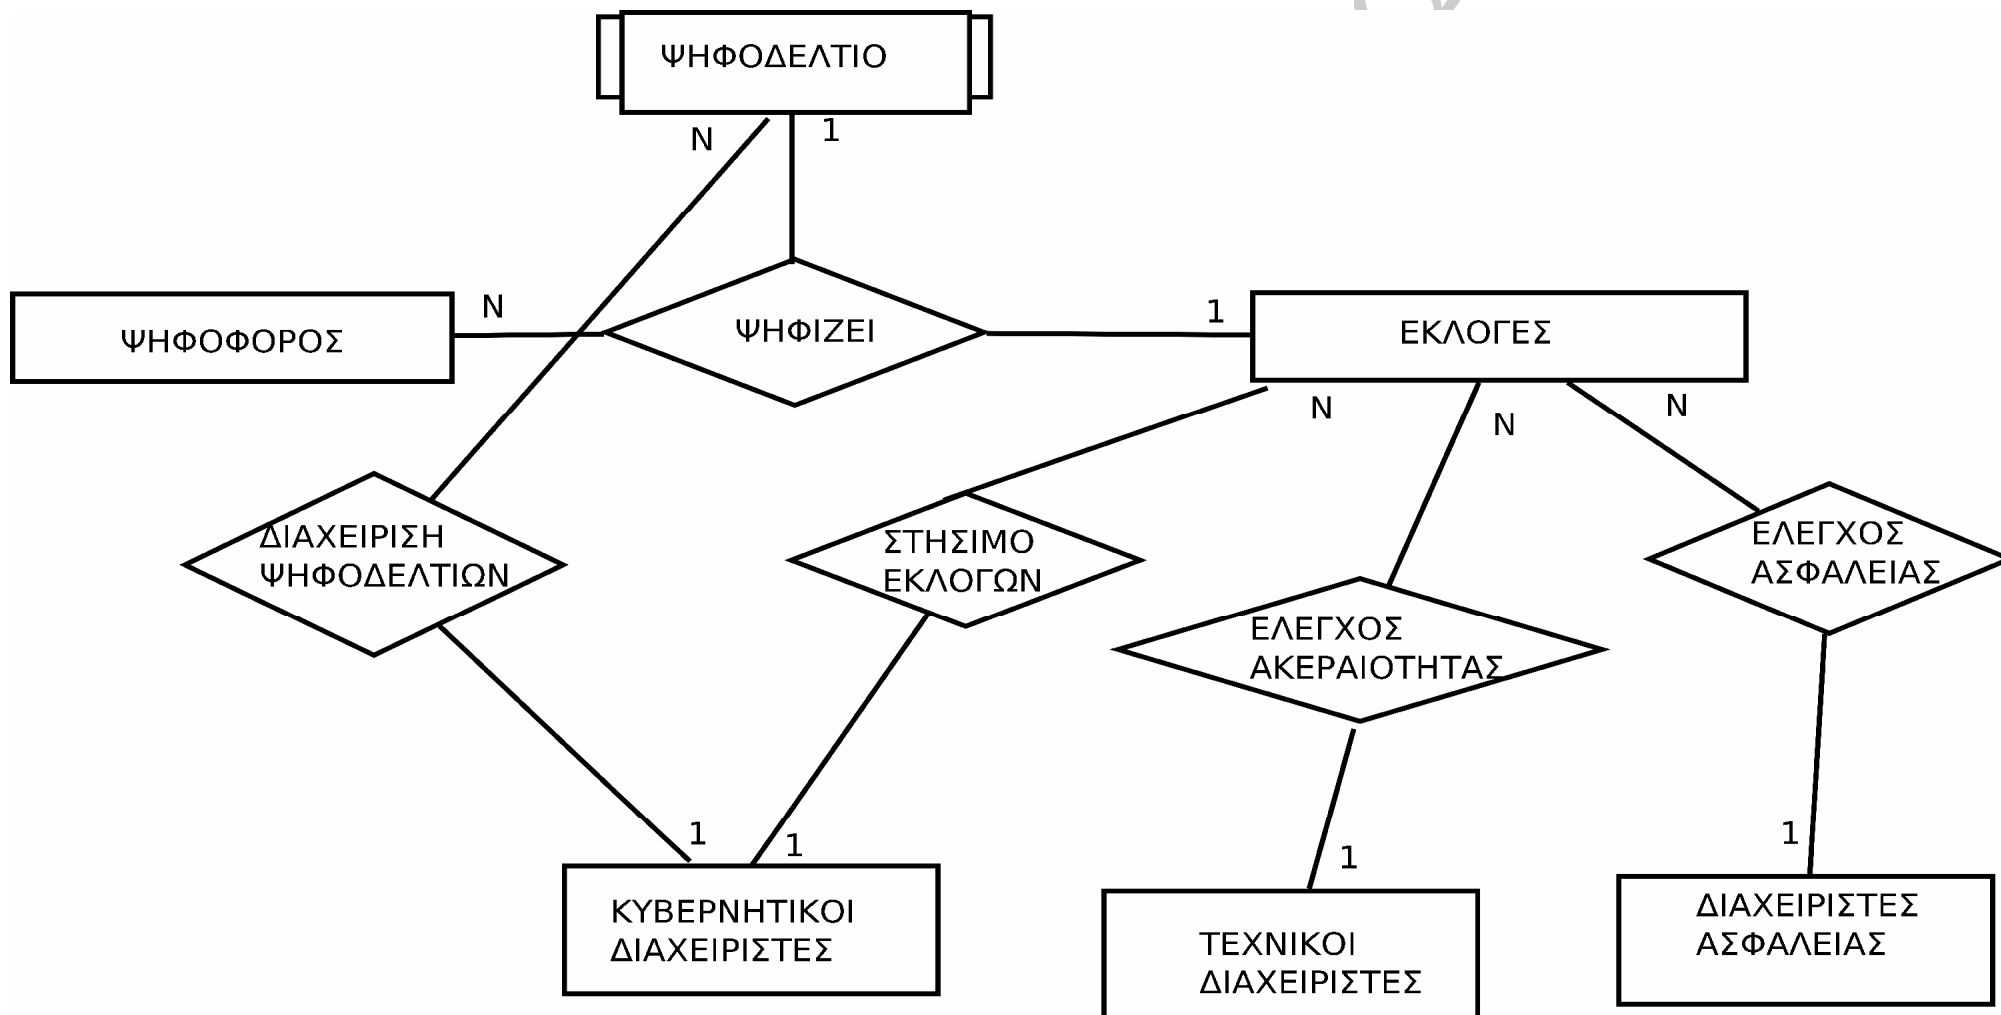 ΨΗΦΟΔΕΛΤΙΟ
N
1
ΨΗΦΟΦΟΡΟΣ
N
ΨΗΦΙΖΕΙ
1
ΕΚΛΟΓΕΣ
N
N
N
ΔΙΑΧΕΙΡΙΣΗ
ΨΗΦΟΔΕΛΤΙΩΝ
ΣΤΗΣΙΜΟ
ΕΚΛΟΓΩΝ
ΕΛΕΓΧΟΣ
ΑΚΕΡΑΙΟΤΗΤΑΣ
ΕΛΕΓΧΟΣ
ΑΣΦΑΛΕΙΑΣ
1
1
1
1
ΚΥΒΕΡΝΗΤΙΚΟΙ
ΔΙΑΧΕΙΡΙΣΤΕΣ
ΤΕΧΝΙΚΟΙ
ΔΙΑΧΕΙΡΙΣΤΕΣ
ΔΙΑΧΕΙΡΙΣΤΕΣ
ΑΣΦΑΛΕΙΑΣ